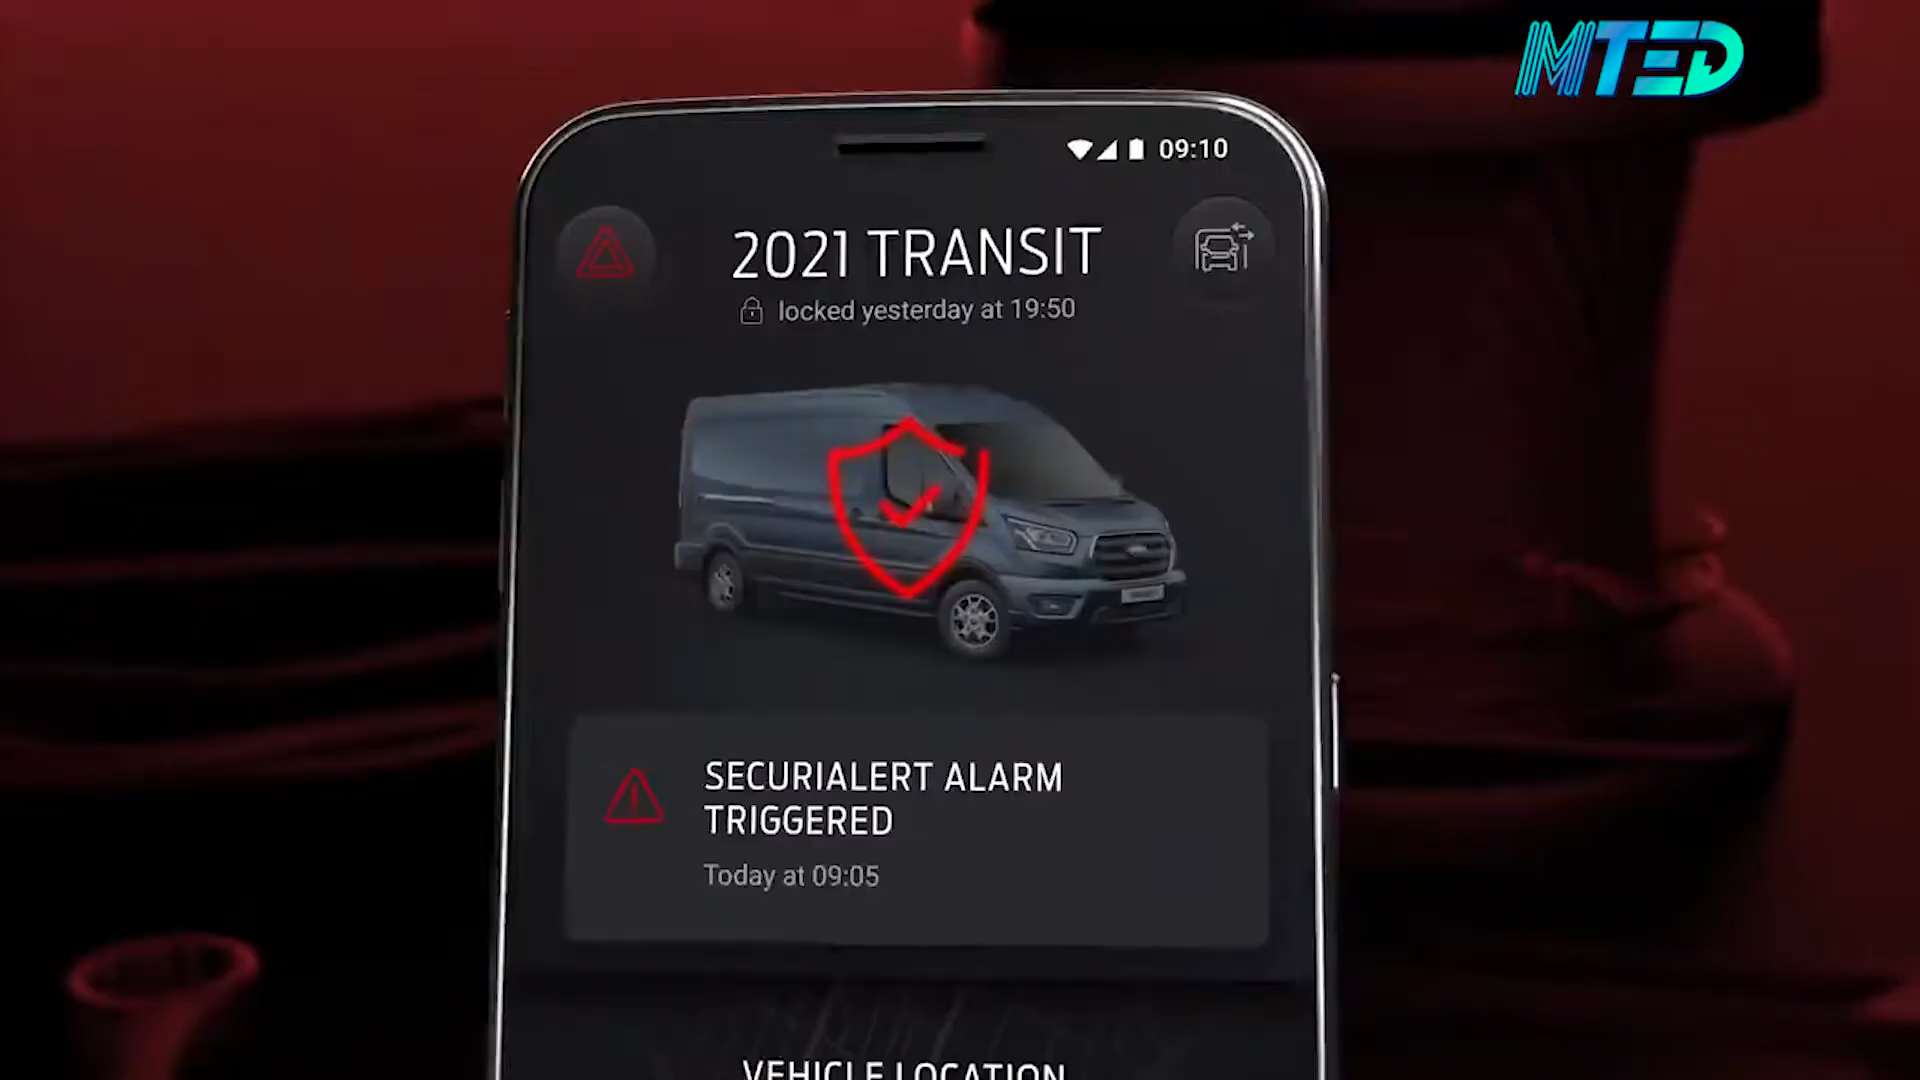 MTED
09:10
2021 TRANSIT
locked yesterday at 19:50
SECURIALERT ALARM
TRIGGERED
Today at 09:05
VEHICLE LOCATION